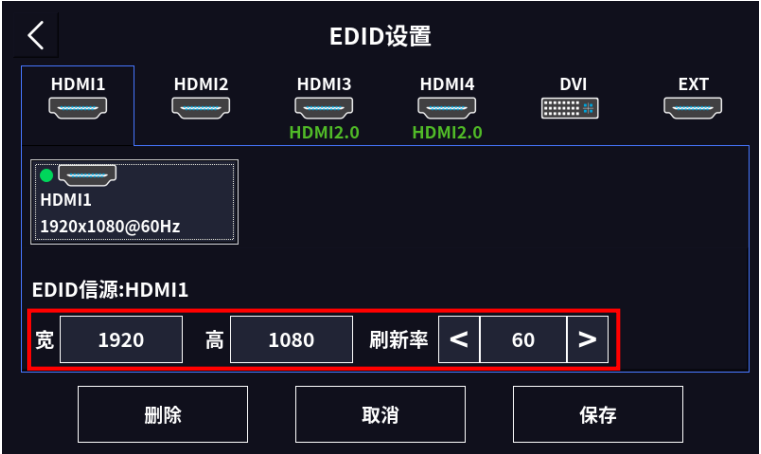 EDID设置
HDMI1 HDMI2 HDMI3 HDMI4 DVI EXT
HDMI2.0 HDMI2.0
HDMI1
1920x1080@60Hz
EDID信源:HDMI1
宽 1920 高 1080 刷新率 < 60 >
删除 取消 保存